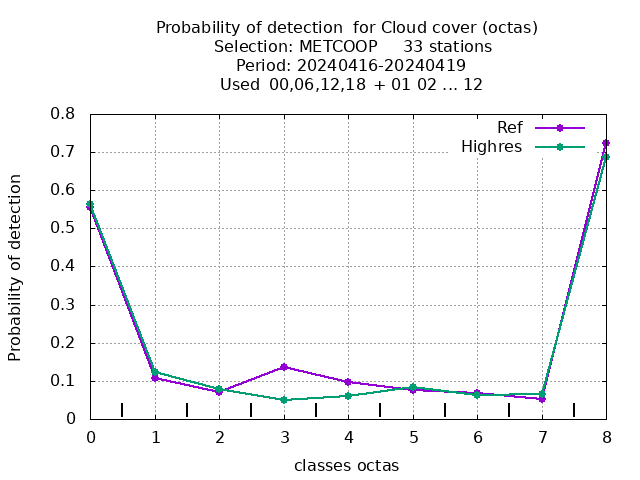 Probability of detection  for Cloud cover (octas)
Selection: METCOOP     33 stations
Period: 20240416-20240419
Used  00,06,12,18  + 01 02 ... 12
Ref
Highres
Probability of detection
0.8
0.7
0.6
0.5
0.4
0.3
0.2
0.1
0
0 1 2 3 4 5 6 7 8
classes octas